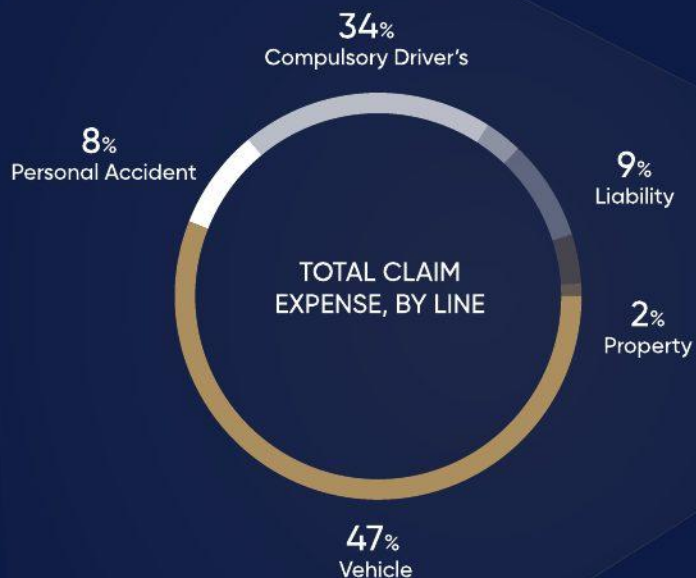 34%
Compulsory Driver's
8%
Personal Accident
9%
Liability
TOTAL CLAIM
EXPENSE, BY LINE
2%
Property
47%
Vehicle